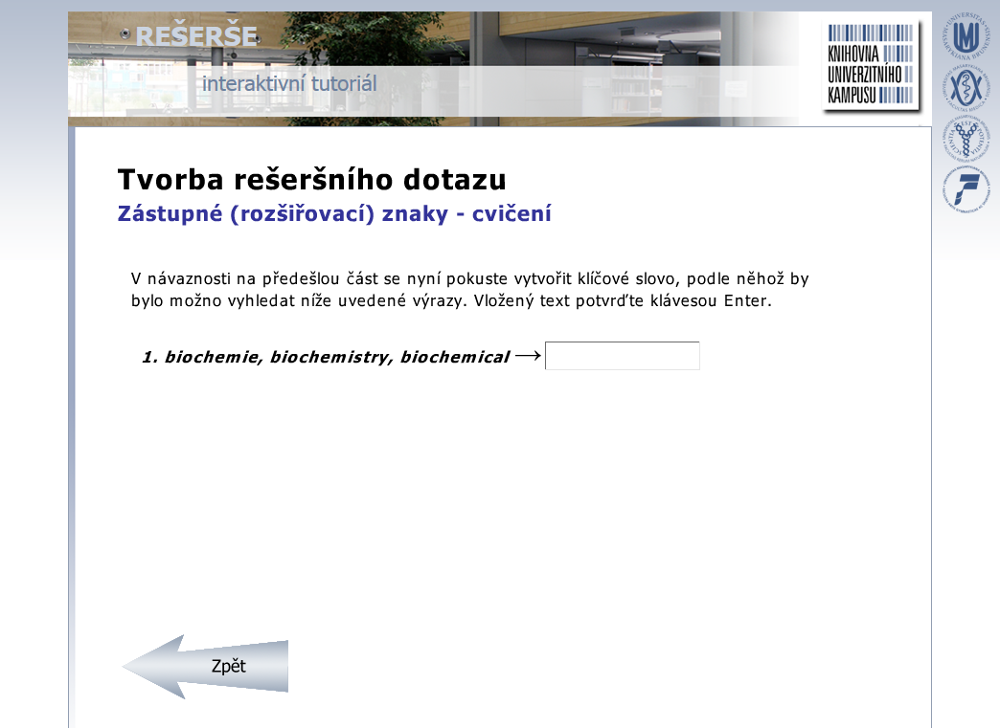 REŠERŠE
interaktivní tutoriál
KNIHOVNA
UNIVERZITNÍHO
KAMPUSU
Tvorba rešeršního dotazu
Zástupné (rozšiřovací) znaky - cvičení
V návaznosti na předešlou část se nyní pokuste vytvořit klíčové slovo, podle něhož by
bylo možno vyhledat níže uvedené výrazy. Vložený text potvrďte klávesou Enter.
1. biochemie, biochemistry, biochemical →
Zpět